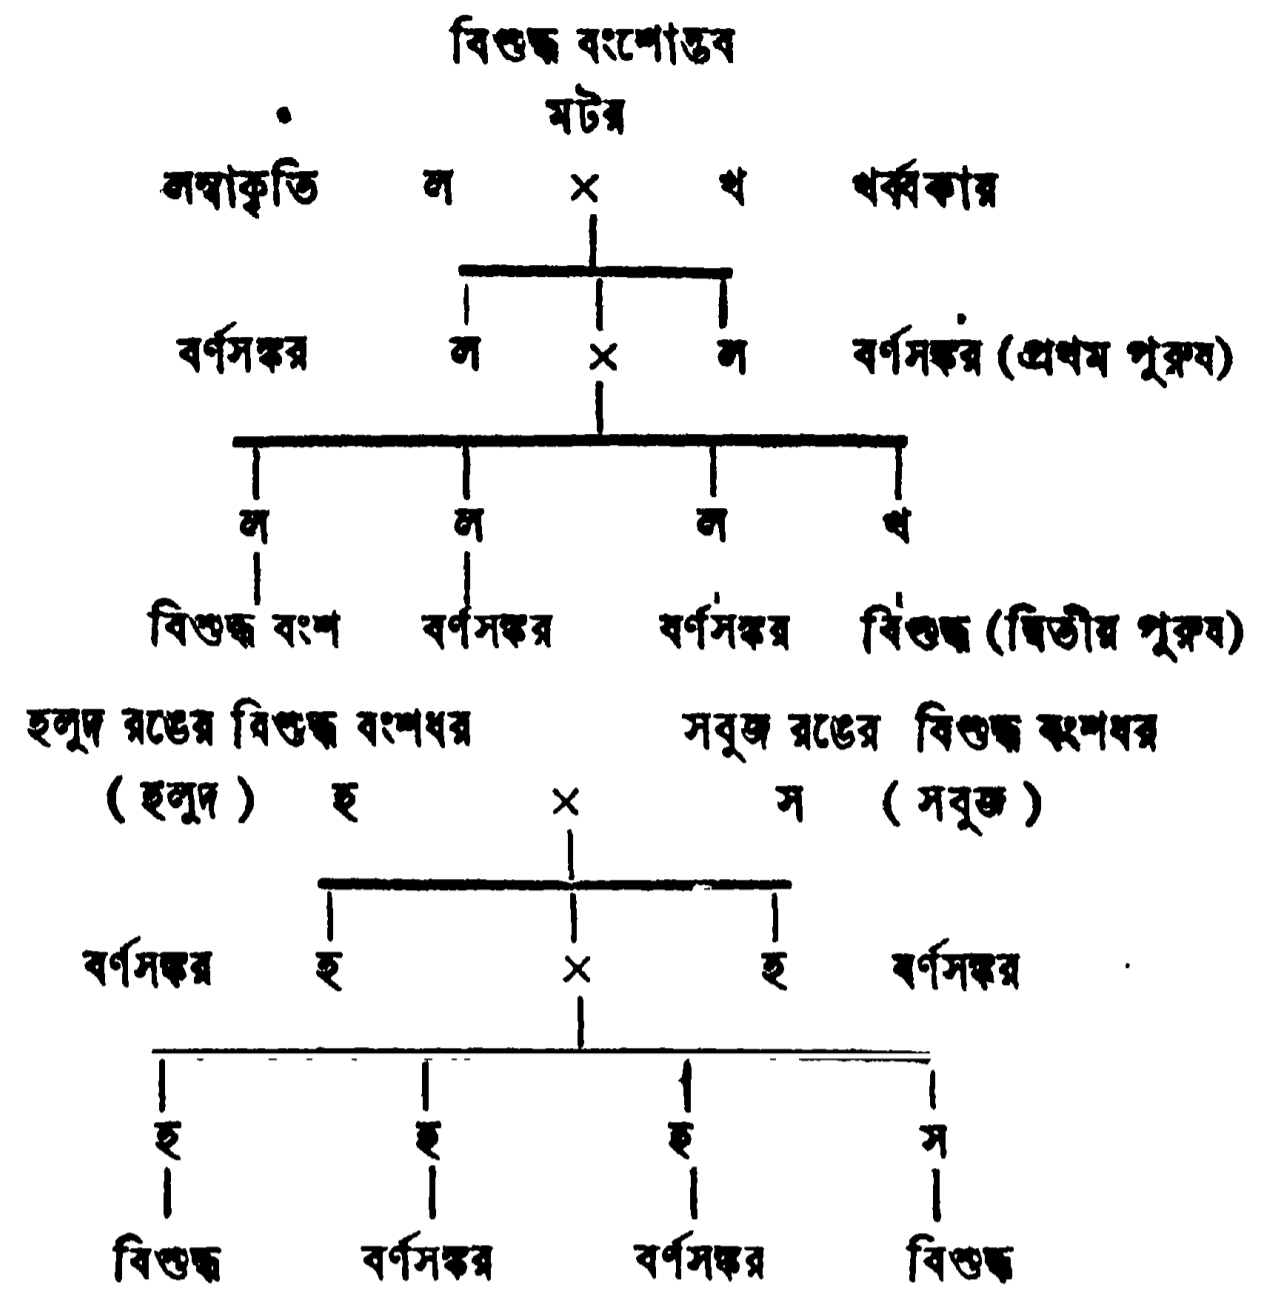 বিশুদ্ধ বংশোদ্ভব
মটর
লম্বাকৃতি ল × খ খর্ব্বকায়
বর্ণসঙ্কর ল × ল বর্ণসঙ্কর (প্রথম পুরুষ)
ল ল ল খ
বিশুদ্ধ বংশ বর্ণসঙ্কর বর্ণসঙ্কর বিশুদ্ধ (দ্বিতীয় পুরুষ)
হলুদ রঙের বিশুদ্ধ বংশধর সবুজ রঙের বিশুদ্ধ বংশধর
( হলুদ ) হ × স ( সবুজ )
বর্ণসঙ্কর হ × হ বর্ণসঙ্কর
হ হ হ স
বিশুদ্ধ বর্ণসঙ্কর বর্ণসঙ্কর বিশুদ্ধ